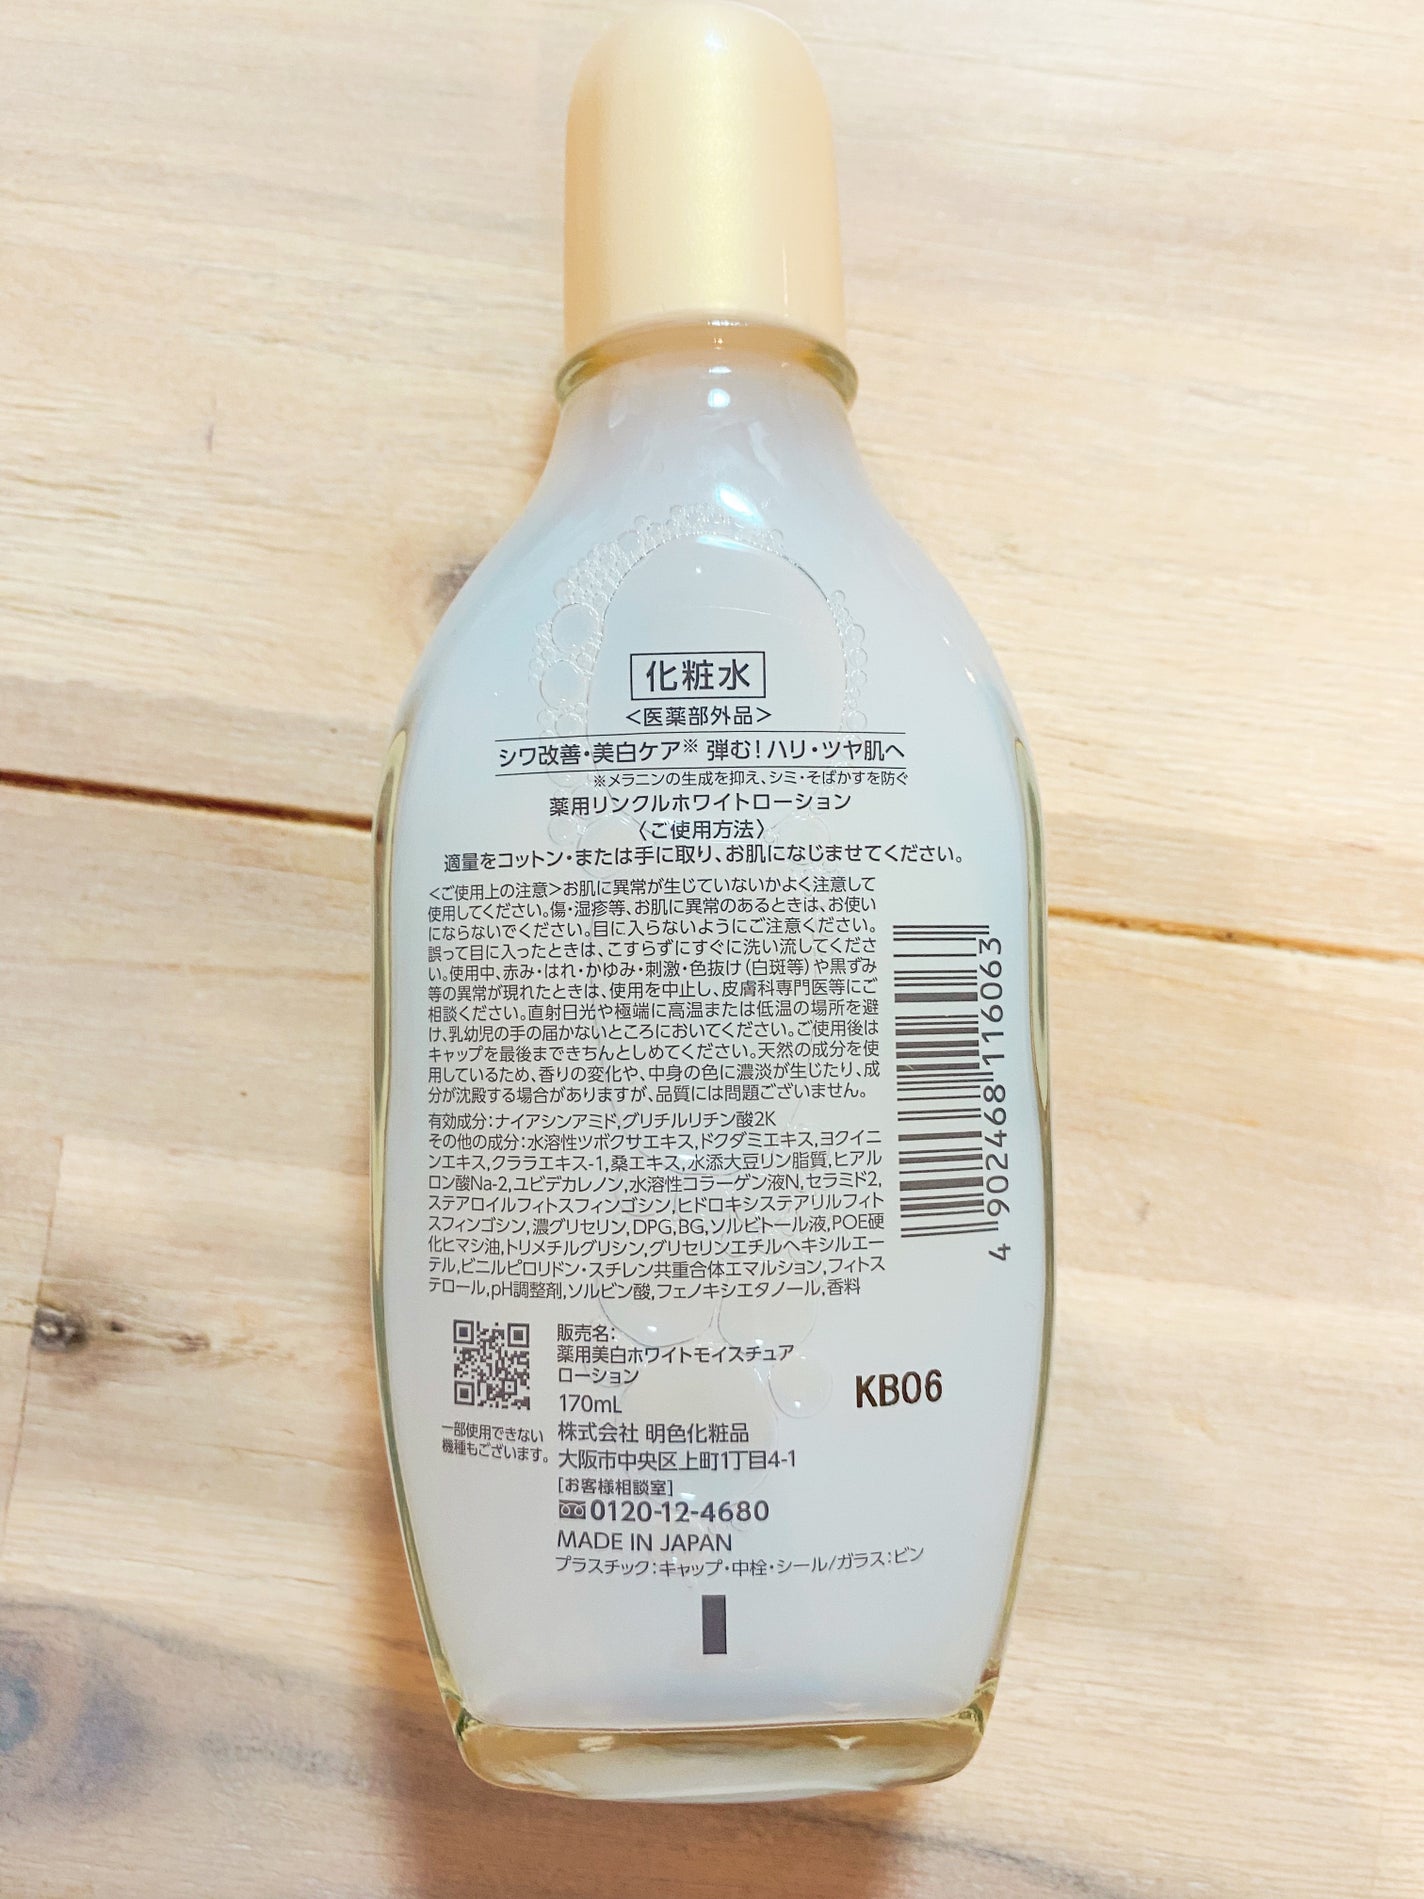 化粧水
＜医薬部外品＞
シワ改善・美白ケア※ 弾む！ハリ・ツヤ肌へ
※メラニンの生成を抑え、シミ・そばかすを防ぐ
薬用リンクルホワイトローション
〈ご使用方法〉
適量をコットン・または手に取り、お肌になじませてください。
＜ご使用上の注意＞お肌に異常が生じていないかよく注意して
使用してください。傷・湿疹等、お肌に異常のあるときは、お使い
にならないでください。目に入らないようにご注意ください。
誤って目に入ったときは、こすらずにすぐに洗い流してくださ
い。使用中、赤み・はれ・かゆみ・刺激・色抜け（白斑等）や黒ずみ
等の異常が現れたときは、使用を中止し、皮膚科専門医等にご
相談ください。直射日光や極端に高温または低温の場所を避
け、乳幼児の手の届かないところにおいてください。ご使用後は
キャップを最後まできちんとしめてください。天然の成分を使
用しているため、香りの変化や、中身の色に濃淡が生じたり、成
分が沈殿する場合がありますが、品質には問題ございません。
有効成分：ナイアシンアミド,グリチルリチン酸2K
その他の成分：水溶性ツボクサエキス,ドクダミエキス,ヨクイニ
ンエキス,クララエキス-1,桑エキス,水添大豆リン脂質,ヒアル
ロン酸Na-2,ユビデカレノン,水溶性コラーゲン液N,セラミド2,
ステアロイルフィトスフィンゴシン,ヒドロキシステアリルフィト
スフィンゴシン,濃グリセリン,DPG,BG,ソルビトール液,POE硬
化ヒマシ油,トリメチルグリシン,グリセリンエチルヘキシルエー
テル,ビニルピロリドン・スチレン共重合体エマルション,フィトス
テロール,pH調整剤,ソルビン酸,フェノキシエタノール,香料
4 902468 116063
販売名：
薬用美白ホワイトモイスチュア
ローション
170mL
KB06
一部使用できない
機種もございます。
株式会社 明色化粧品
大阪市中央区上町1丁目4-1
［お客様相談室］
0120-12-4680
MADE IN JAPAN
プラスチック：キャップ・中栓・シール/ガラス：ビン